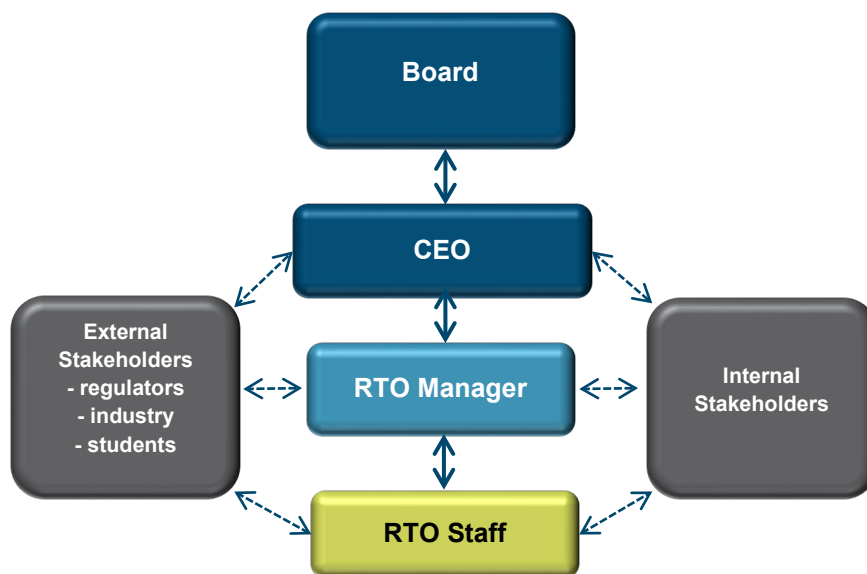 Board
CEO
External
Stakeholders
- regulators
- industry
- students
RTO Manager
Internal
Stakeholders
RTO Staff